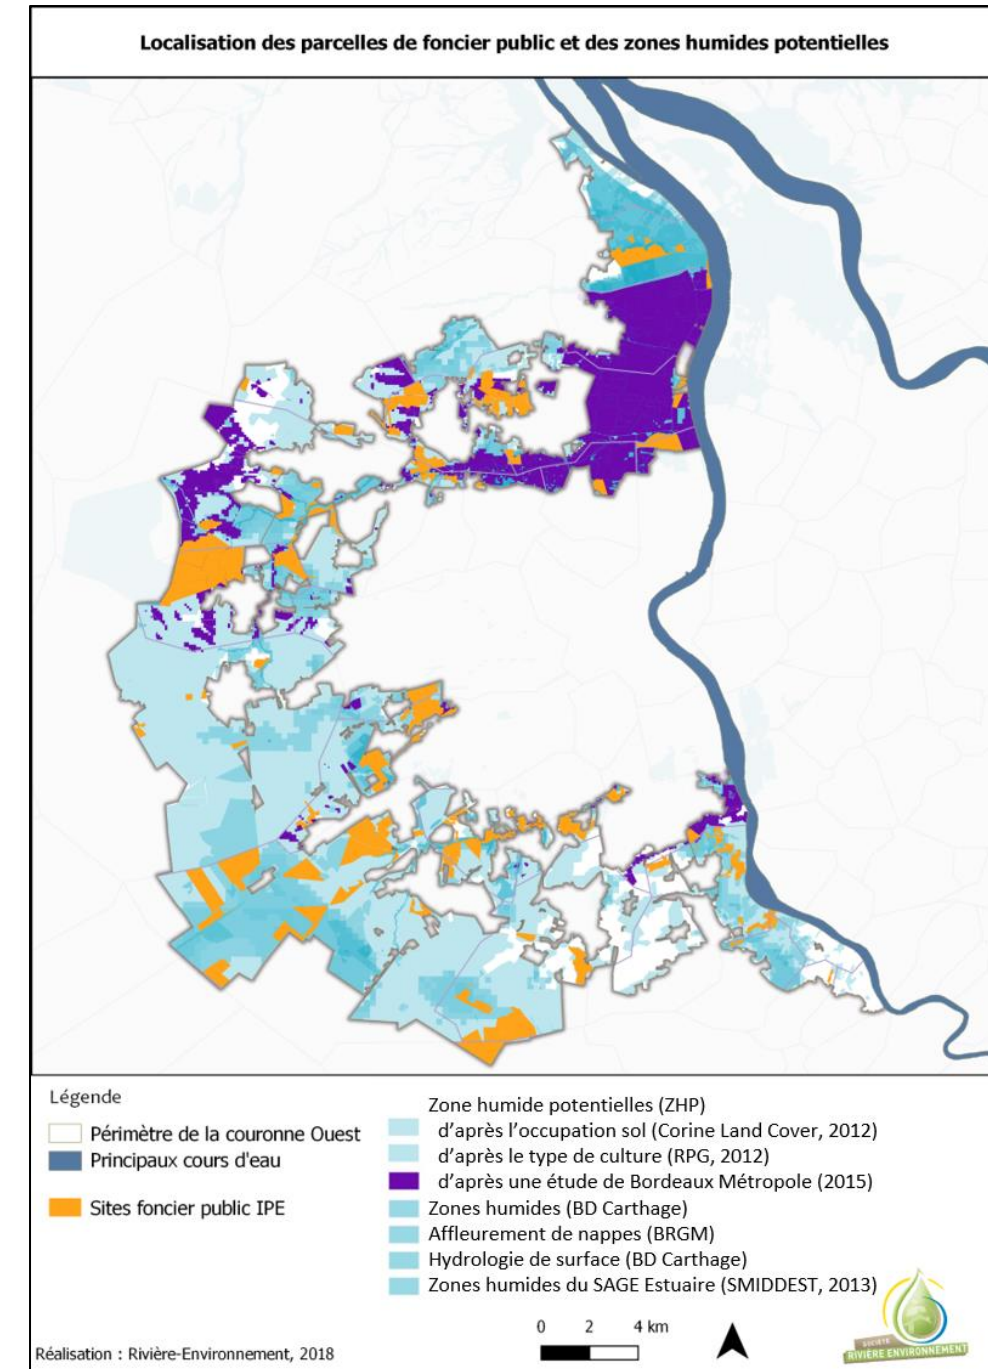 Localisation des parcelles de foncier public et des zones humides potentielles
Légende
Périmètre de la couronne Ouest
Principaux cours d'eau
Sites foncier public IPE
Zone humide potentielles (ZHP)
d'après l'occupation sol (Corine Land Cover, 2012)
d'après le type de culture (RPG, 2012)
d'après une étude de Bordeaux Métropole (2015)
Zones humides (BD Carthage)
Affleurement de nappes (BRGM)
Hydrologie de surface (BD Carthage)
Zones humides du SAGE Estuaire (SMIDDEST, 2013)
0 2 4 km
Réalisation : Rivière-Environnement, 2018
SOCIÉTÉ
RIVIÈRE ENVIRONNEMENT